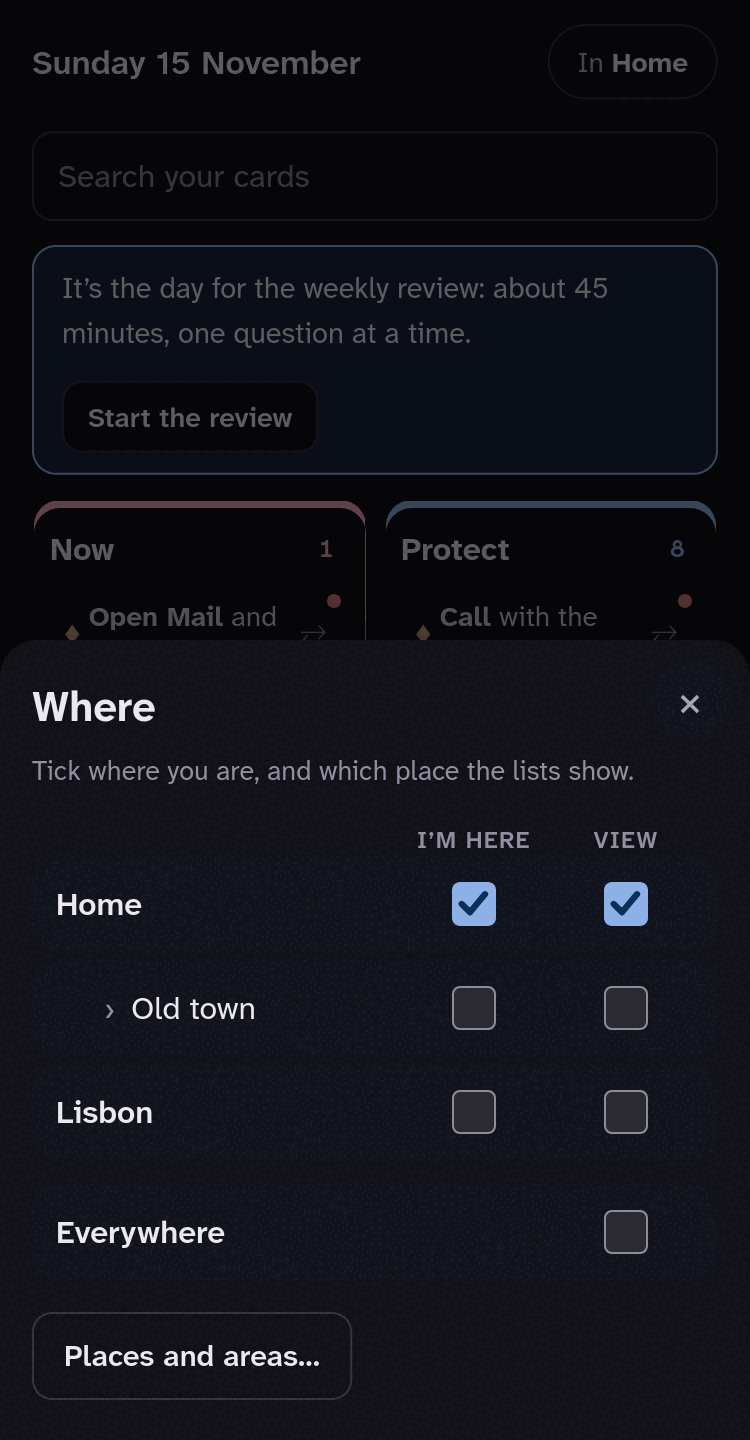 Sunday 15 November
In Home
Search your cards
It’s the day for the weekly review: about 45
minutes, one question at a time.
Start the review
Now 1
Protect 8
Open Mail and
Call with the
Where
Tick where you are, and which place the lists show.
I’M HERE VIEW
Home
› Old town
Lisbon
Everywhere
Places and areas…